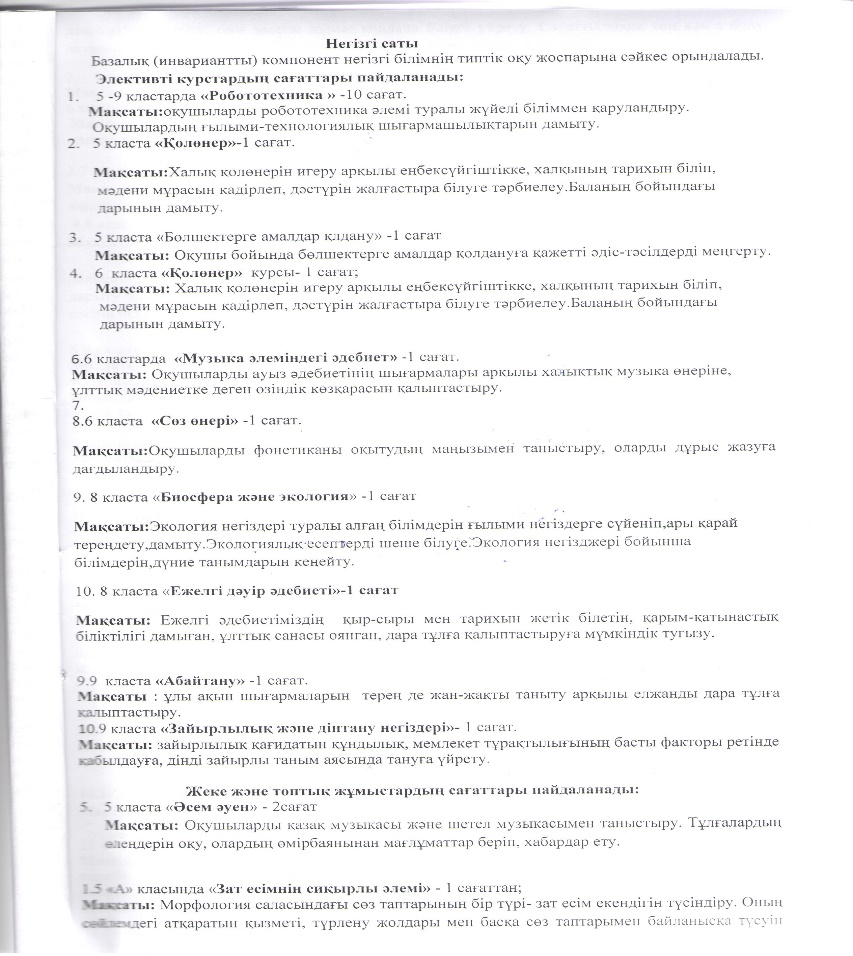 Негізгі саты
Базалық (инвариантты) компонент негізгі білімнің типтік оқу жоспарына сәйкес орындалады.
Элективті курстардың сағаттары пайдаланады:
1. 5 -9 кластарда «Робототехника » -10 сағат.
Мақсаты:оқушыларды робототехника әлемі туралы жүйелі біліммен қаруландыру.
Оқушылардың ғылыми-технологиялық шығармашылықтарын дамыту.
2. 5 класта «Қолөнер»-1 сағат.
Мақсаты:Халық қолөнерін игеру арқылы еңбексүйгіштікке, халқының тарихын біліп,
мәдени мұрасын қадірлеп, дәстүрін жалғастыра білуге тәрбиелеу.Баланың бойындағы
дарынын дамыту.
3. 5 класта «Бөлшектерге амалдар қлдану» -1 сағат
Мақсаты: Оқушы бойында бөлшектерге амалдар қолдануға қажетті әдіс-тәсілдерді меңгерту.
4. 6 класта «Қолөнер» курсы- 1 сағат;
Мақсаты: Халық қолөнерін игеру арқылы еңбексүйгіштікке, халқының тарихын біліп,
мәдени мұрасын қадірлеп, дәстүрін жалғастыра білуге тәрбиелеу.Баланың бойындағы
дарынын дамыту.
6.6 кластарда «Музыка әлеміндегі әдебиет» -1 сағат.
Мақсаты: Оқушыларды ауыз әдебиетінің шығармалары арқылы халықтық музыка өнеріне,
ұлттық мәдениетке деген өзіндік көзқарасын қалыптастыру.
7.
8.6 класта «Сөз өнері» -1 сағат.
Мақсаты:Оқушыларды фонетиканы оқытудың маңызымен таныстыру, оларды дұрыс жазуға
дағдыландыру.
9. 8 класта «Биосфера және экология» -1 сағат
Мақсаты:Экология негіздері туралы алған білімдерін ғылыми негіздерге сүйеніп,ары қарай
тереңдету,дамыту.Экологиялық есептерді шеше білуге.Экология негізджері бойынша
білімдерін,дүние танымдарын кеңейту.
10. 8 класта «Ежелгі дәуір әдебиеті»-1 сағат
Мақсаты: Ежелгі әдебиетіміздің қыр-сыры мен тарихын жетік білетін, қарым-қатынастық
біліктілігі дамыған, ұлттық санасы оянған, дара тұлға қалыптастыруға мүмкіндік туғызу.
9.9 класта «Абайтану» -1 сағат.
Мақсаты : ұлы ақын шығармаларын терең де жан-жақты таныту арқылы елжанды дара тұлға
қалыптастыру.
10.9 класта «Зайырлылық және дінтану негіздері»- 1 сағат.
Мақсаты: зайырлылық қағидатын құндылық, мемлекет тұрақтылығының басты факторы ретінде
қабылдауға, дінді зайырлы таным аясында тануға үйрету.
Жеке және топтық жұмыстардың сағаттары пайдаланады:
5. 5 класта «Әсем әуен» - 2сағат
Мақсаты: Оқушыларды қазақ музыкасы және шетел музыкасымен таныстыру. Тұлғалардың
өлеңдерін оқу, олардың өмірбаянынан мағлұматтар беріп, хабардар ету.
1.5 «А» класында «Зат есімнің сиқырлы әлемі» - 1 сағаттан;
Мақсаты: Морфология саласындағы сөз таптарының бір түрі- зат есім екендігін түсіндіру. Оның
сөйлемдегі атқаратын қызметі, түрлену жолдары мен басқа сөз таптарымен байланысқа түсуін